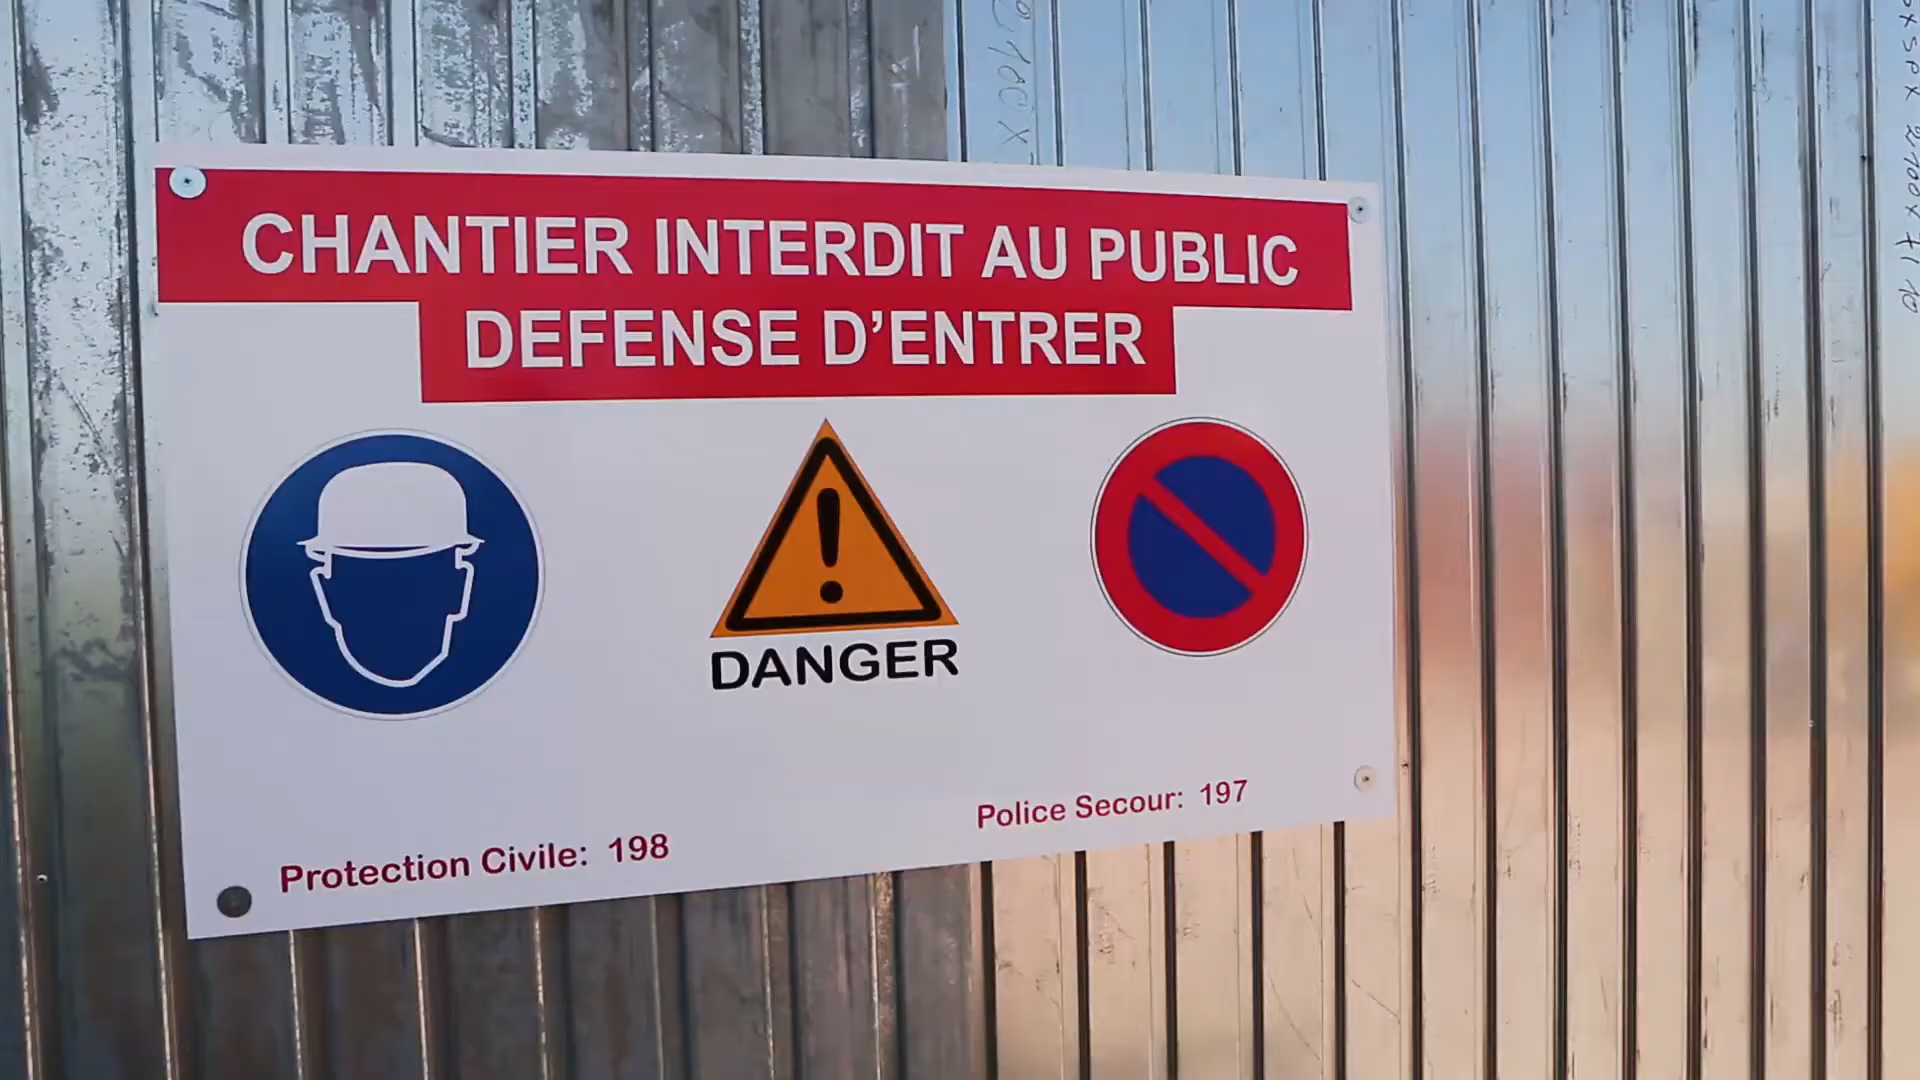 CHANTIER INTERDIT AU PUBLIC
DEFENSE D'ENTRER
DANGER
Police Secour: 197
Protection Civile: 198